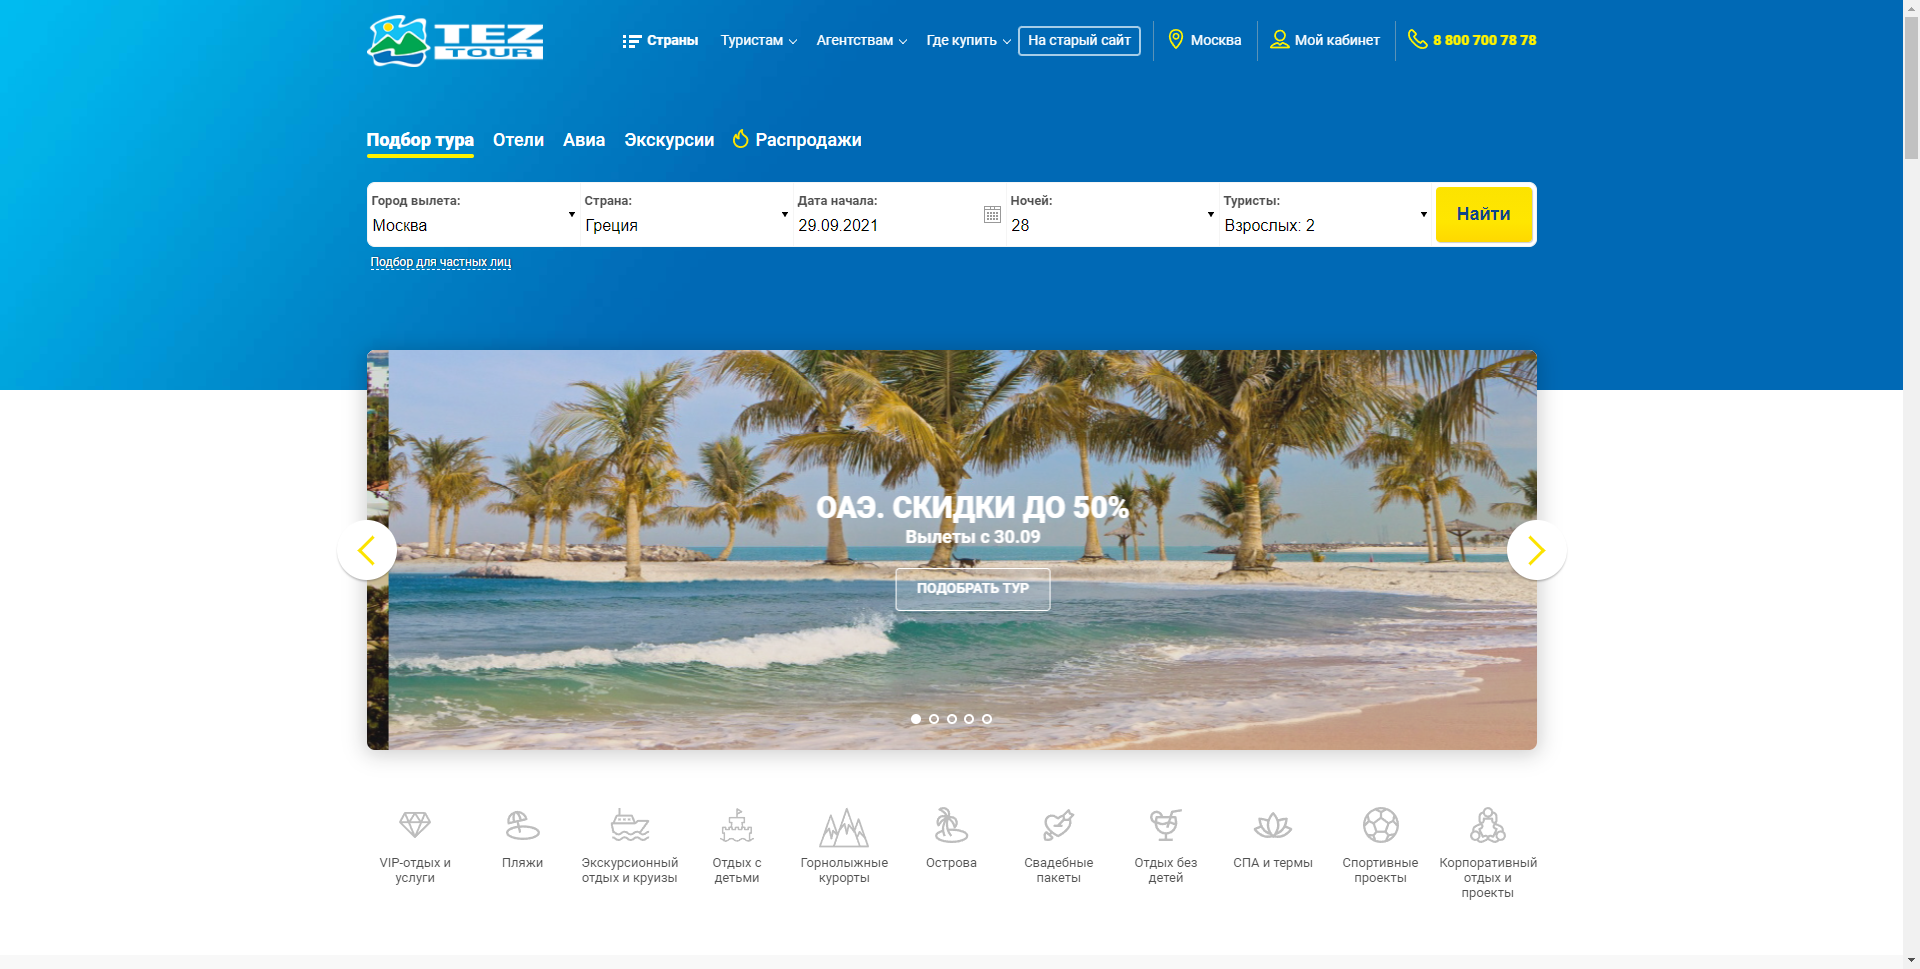 TEZ TOUR
Страны Туристам Агентствам Где купить На старый сайт Москва Мой кабинет 8 800 700 78 78
Подбор тура Отели Авиа Экскурсии Распродажи
Город вылета: Страна: Дата начала: Ночей: Туристы:
Москва Греция 29.09.2021 28 Взрослых: 2 Найти
Подбор для частных лиц
ОАЭ. СКИДКИ ДО 50%
Вылеты с 30.09
ПОДОБРАТЬ ТУР
VIP-отдых и услуги
Пляжи
Экскурсионный отдых и круизы
Отдых с детьми
Горнолыжные курорты
Острова
Свадебные пакеты
Отдых без детей
СПА и термы
Спортивные проекты
Корпоративный отдых и проекты